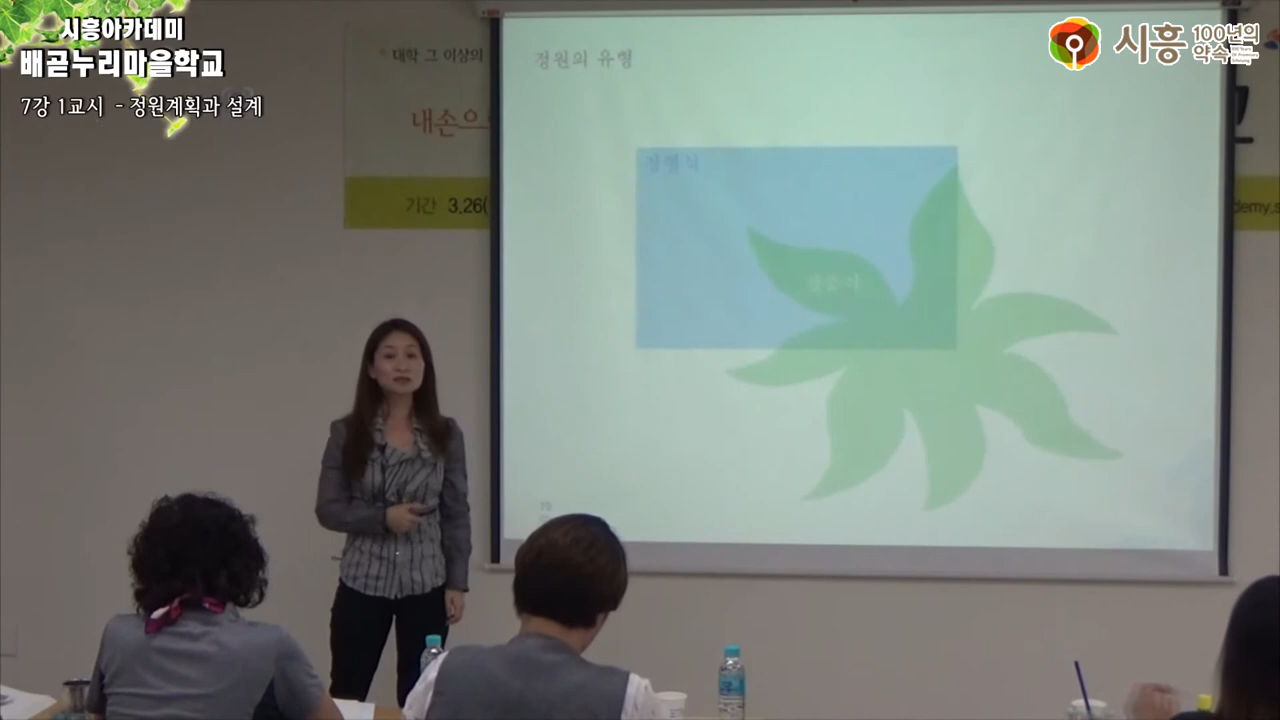 시흥아카데미
배곧누리마을학교
7강 1교시 - 정원계획과 설계
시흥 100년의 약속
대학 그 이상의
내손으
기간 3.26(
정원의 유형
정형식